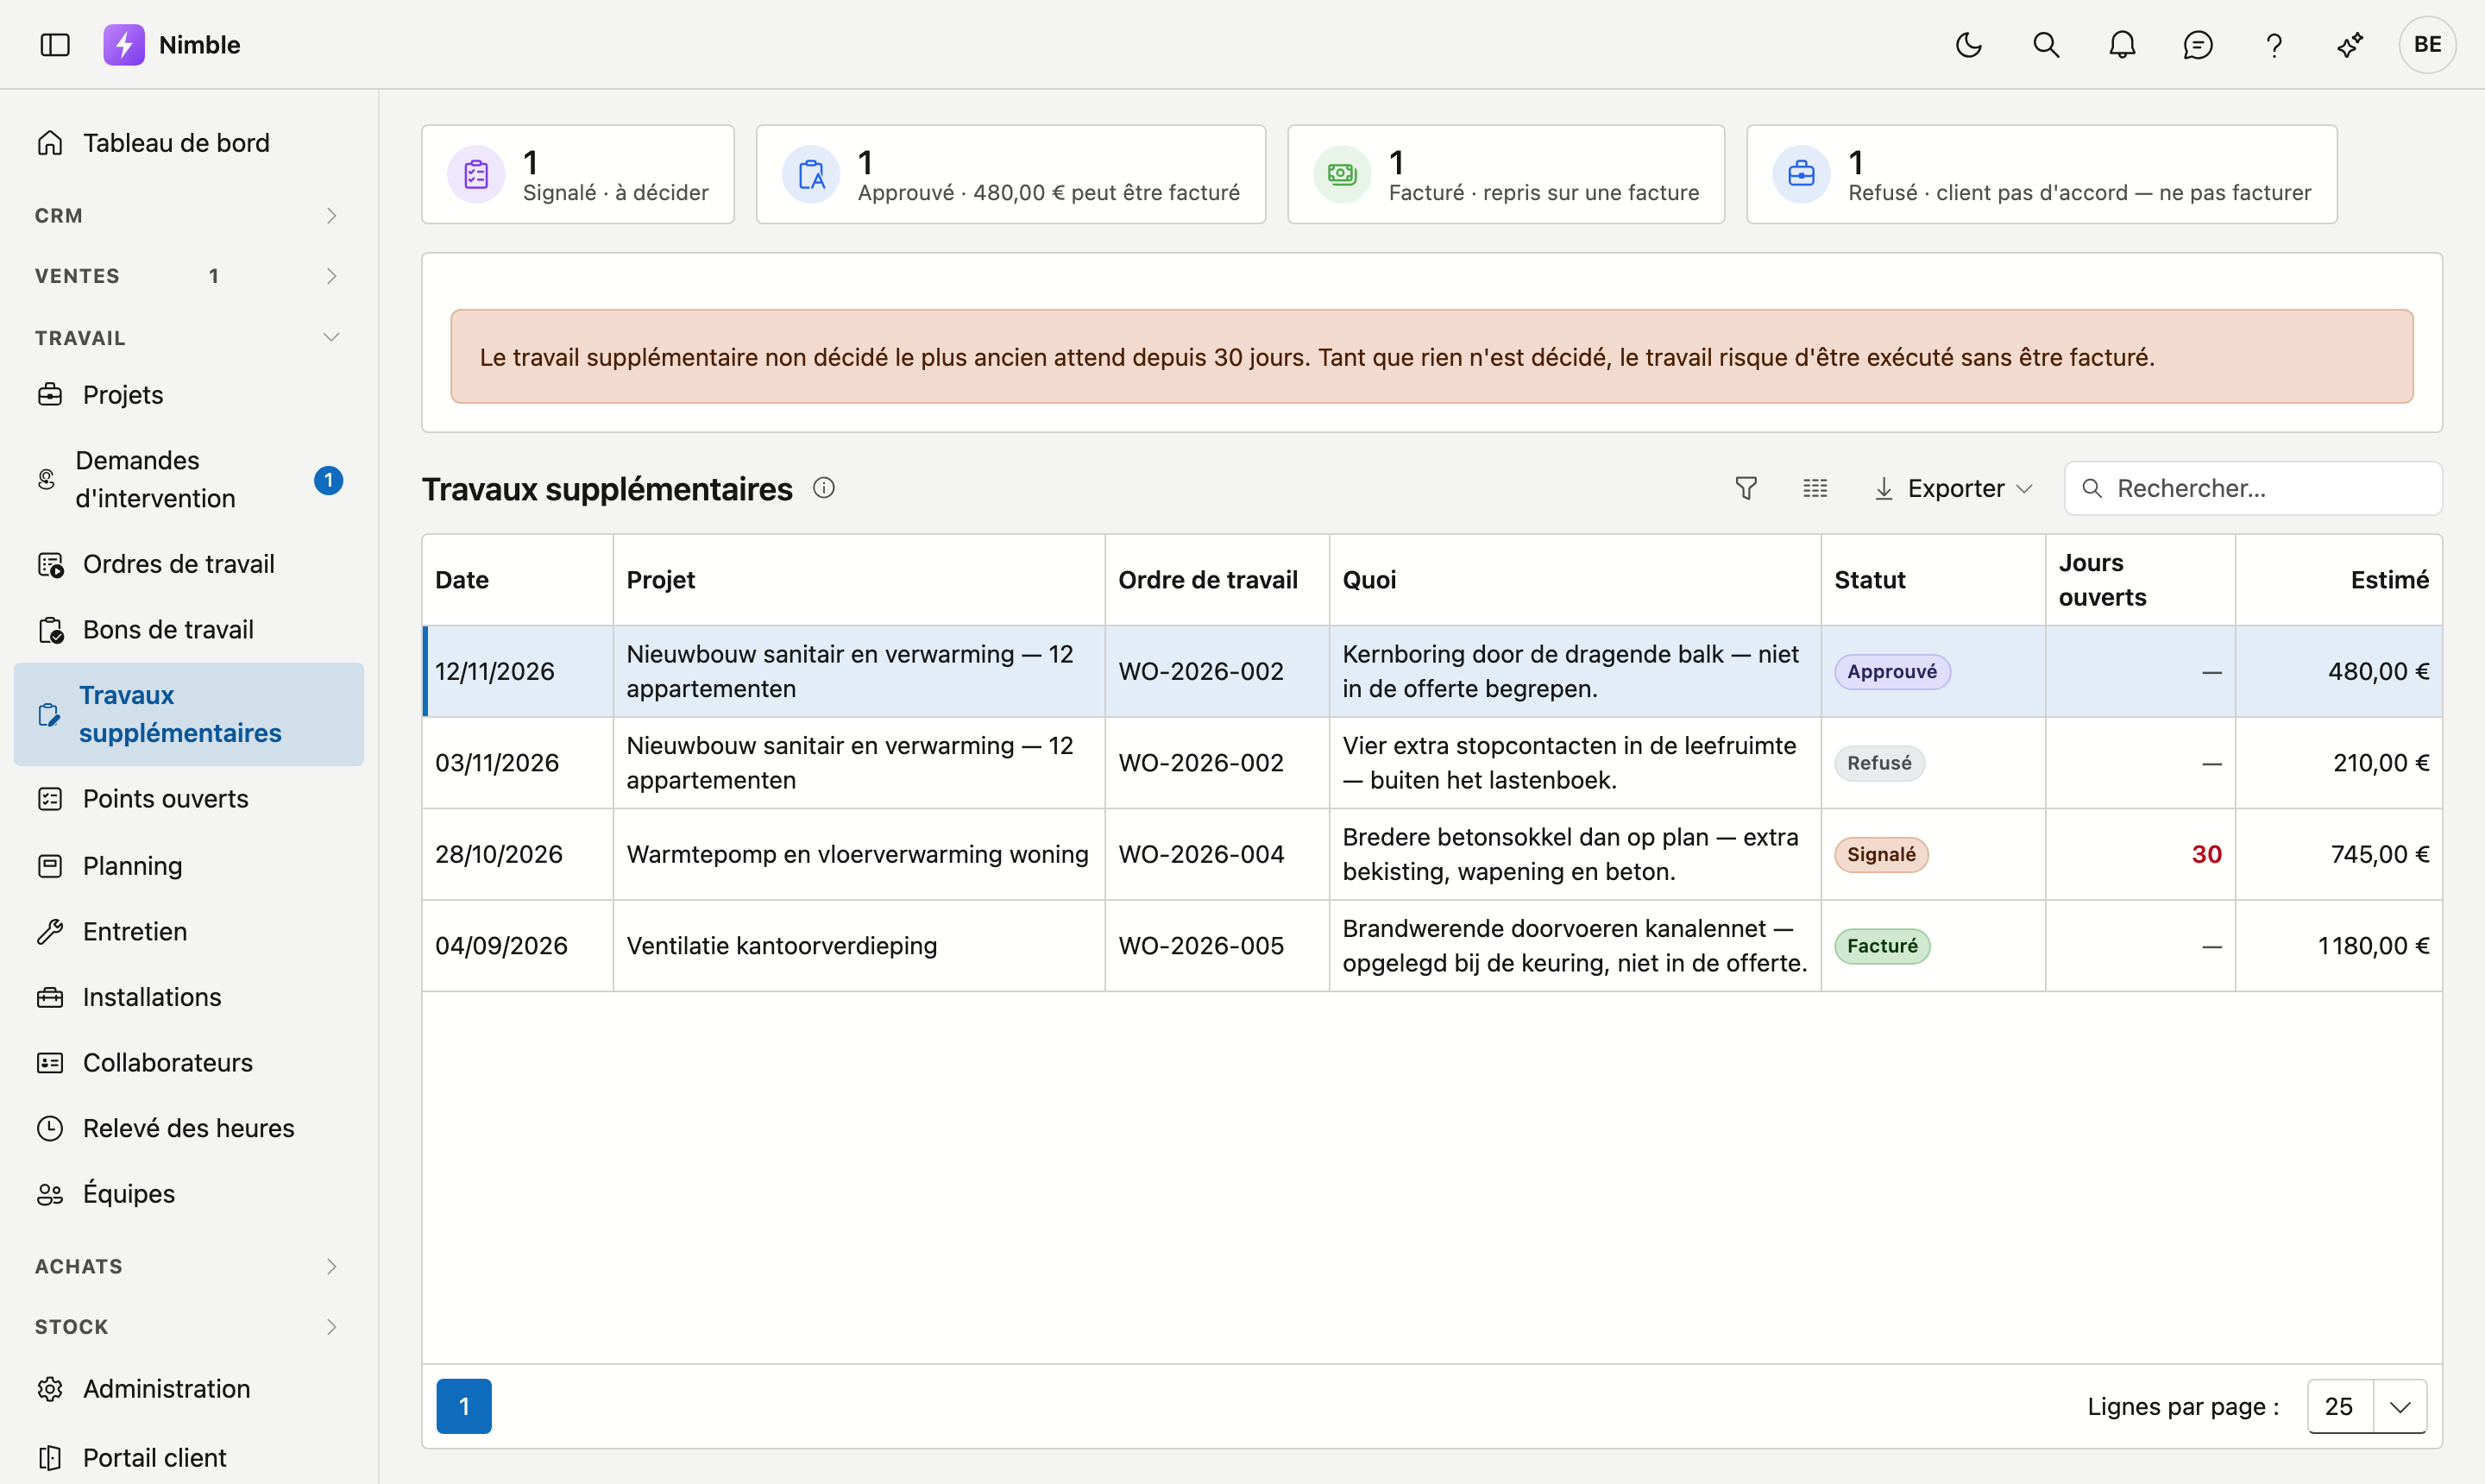 Nimble
BE
Tableau de bord
CRM
VENTES 1
TRAVAIL
Projets
Demandes
d'intervention
1
Ordres de travail
Bons de travail
Travaux
supplémentaires
Points ouverts
Planning
Entretien
Installations
Collaborateurs
Relevé des heures
Équipes
ACHATS
STOCK
Administration
Portail client
1
Signalé · à décider
1
Approuvé · 480,00 € peut être facturé
1
Facturé · repris sur une facture
1
Refusé · client pas d'accord — ne pas facturer
Le travail supplémentaire non décidé le plus ancien attend depuis 30 jours. Tant que rien n'est décidé, le travail risque d'être exécuté sans être facturé.
Travaux supplémentaires
Exporter
Rechercher...
Date Projet Ordre de travail Quoi Statut Jours ouverts Estimé
12/11/2026 Nieuwbouw sanitair en verwarming — 12 appartementen WO-2026-002 Kernboring door de dragende balk — niet in de offerte begrepen. Approuvé — 480,00 €
03/11/2026 Nieuwbouw sanitair en verwarming — 12 appartementen WO-2026-002 Vier extra stopcontacten in de leefruimte — buiten het lastenboek. Refusé — 210,00 €
28/10/2026 Warmtepomp en vloerverwarming woning WO-2026-004 Bredere betonsokkel dan op plan — extra bekisting, wapening en beton. Signalé 30 745,00 €
04/09/2026 Ventilatie kantoorverdieping WO-2026-005 Brandwerende doorvoeren kanalennet — opgelegd bij de keuring, niet in de offerte. Facturé — 1 180,00 €
1
Lignes par page : 25